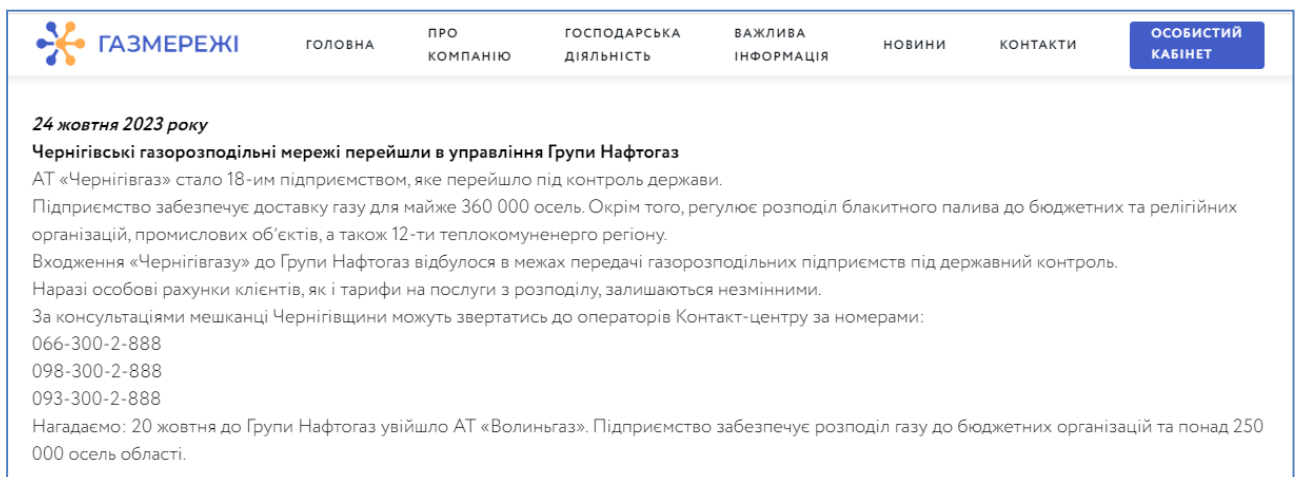 ГАЗМЕРЕЖІ
ГОЛОВНА
ПРО
КОМПАНІЮ
ГОСПОДАРСЬКА
ДІЯЛЬНІСТЬ
ВАЖЛИВА
ІНФОРМАЦІЯ
НОВИНИ
КОНТАКТИ
ОСОБИСТИЙ
КАБІНЕТ
24 жовтня 2023 року
Чернігівські газорозподільні мережі перейшли в управління Групи Нафтогаз
АТ «Чернігівгаз» стало 18-им підприємством, яке перейшло під контроль держави.
Підприємство забезпечує доставку газу для майже 360 000 осель. Окрім того, регулює розподіл блакитного палива до бюджетних та релігійних
організацій, промислових об’єктів, а також 12-ти теплокомуненерго регіону.
Входження «Чернігівгазу» до Групи Нафтогаз відбулося в межах передачі газорозподільних підприємств під державний контроль.
Наразі особові рахунки клієнтів, як і тарифи на послуги з розподілу, залишаються незмінними.
За консультаціями мешканці Чернігівщини можуть звертатись до операторів Контакт-центру за номерами:
066-300-2-888
098-300-2-888
093-300-2-888
Нагадаємо: 20 жовтня до Групи Нафтогаз увійшло АТ «Волиньгаз». Підприємство забезпечує розподіл газу до бюджетних організацій та понад 250
000 осель області.